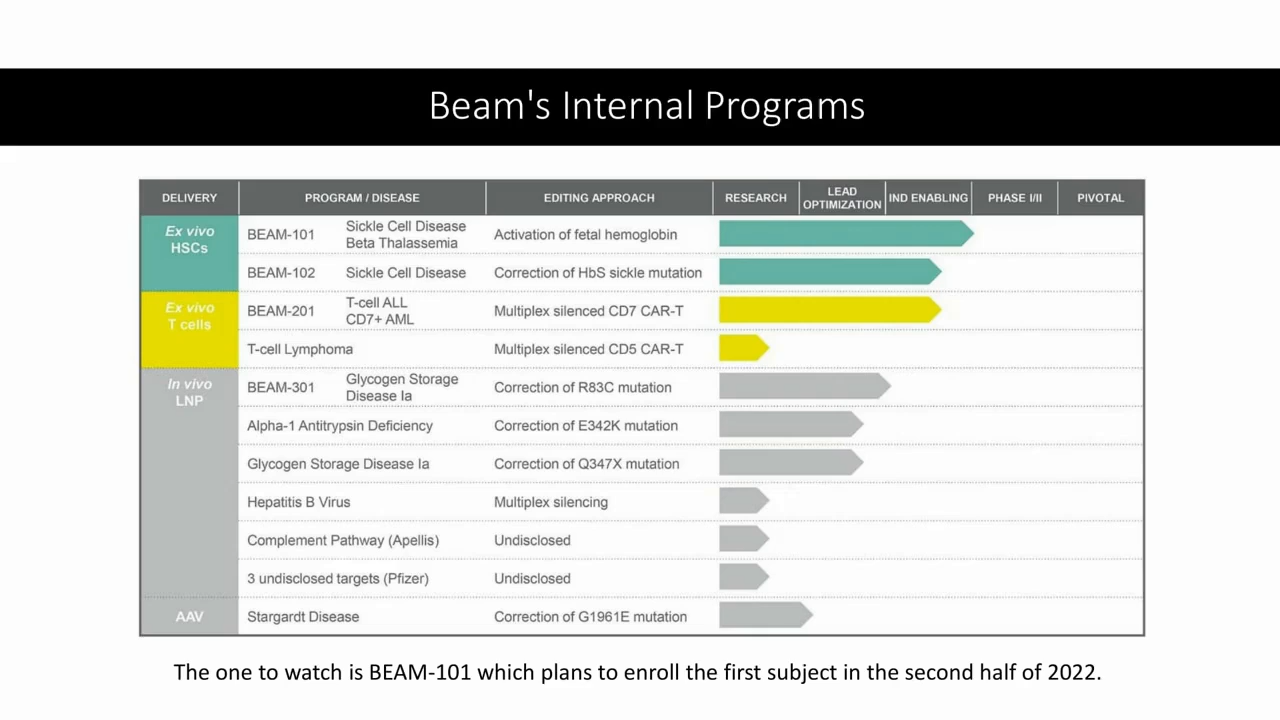 Beam's Internal Programs
DELIVERY PROGRAM / DISEASE EDITING APPROACH RESEARCH LEAD OPTIMIZATION IND ENABLING PHASE I/II PIVOTAL
Ex vivo
HSCs
BEAM-101 Sickle Cell Disease
Beta Thalassemia
Activation of fetal hemoglobin
BEAM-102 Sickle Cell Disease Correction of HbS sickle mutation
Ex vivo
T cells
BEAM-201 T-cell ALL
CD7+ AML
Multiplex silenced CD7 CAR-T
T-cell Lymphoma Multiplex silenced CD5 CAR-T
In vivo
LNP
BEAM-301 Glycogen Storage
Disease Ia
Correction of R83C mutation
Alpha-1 Antitrypsin Deficiency Correction of E342K mutation
Glycogen Storage Disease Ia Correction of Q347X mutation
Hepatitis B Virus Multiplex silencing
Complement Pathway (Apellis) Undisclosed
3 undisclosed targets (Pfizer) Undisclosed
AAV Stargardt Disease Correction of G1961E mutation
The one to watch is BEAM-101 which plans to enroll the first subject in the second half of 2022.